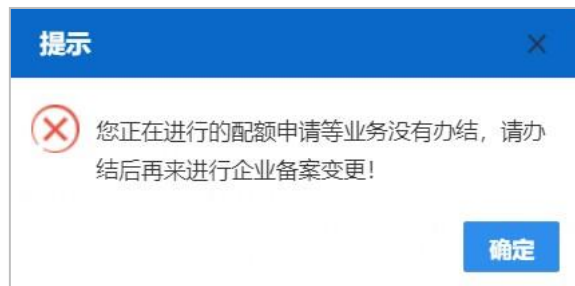 提示
您正在进行的配额申请等业务没有办结，请办
结后再来进行企业备案变更！
确定